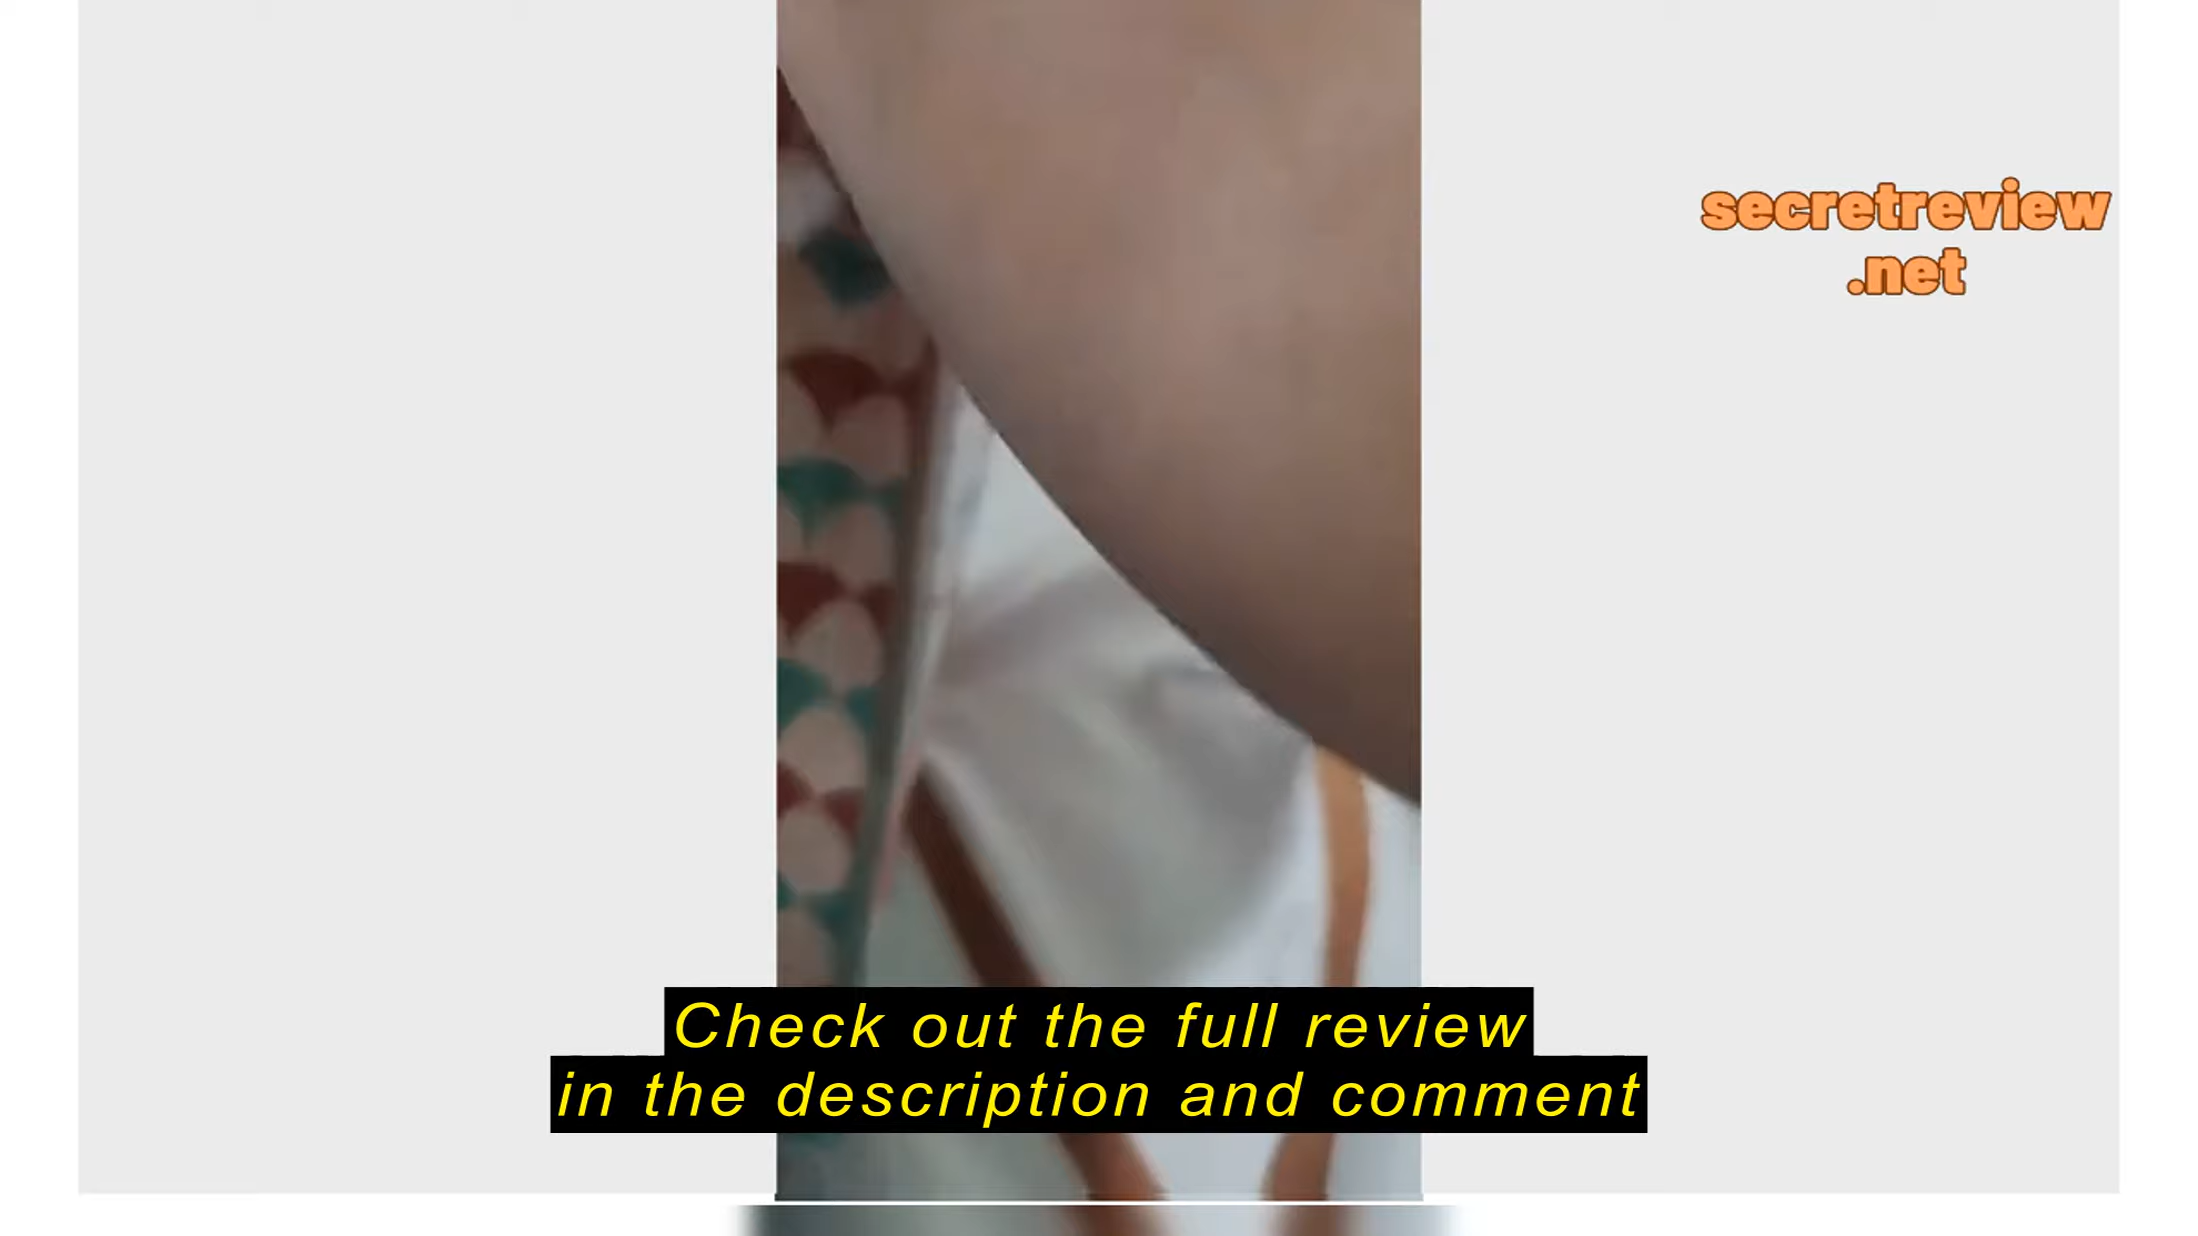 secretreview
.net
Check out the full review
in the description and comment